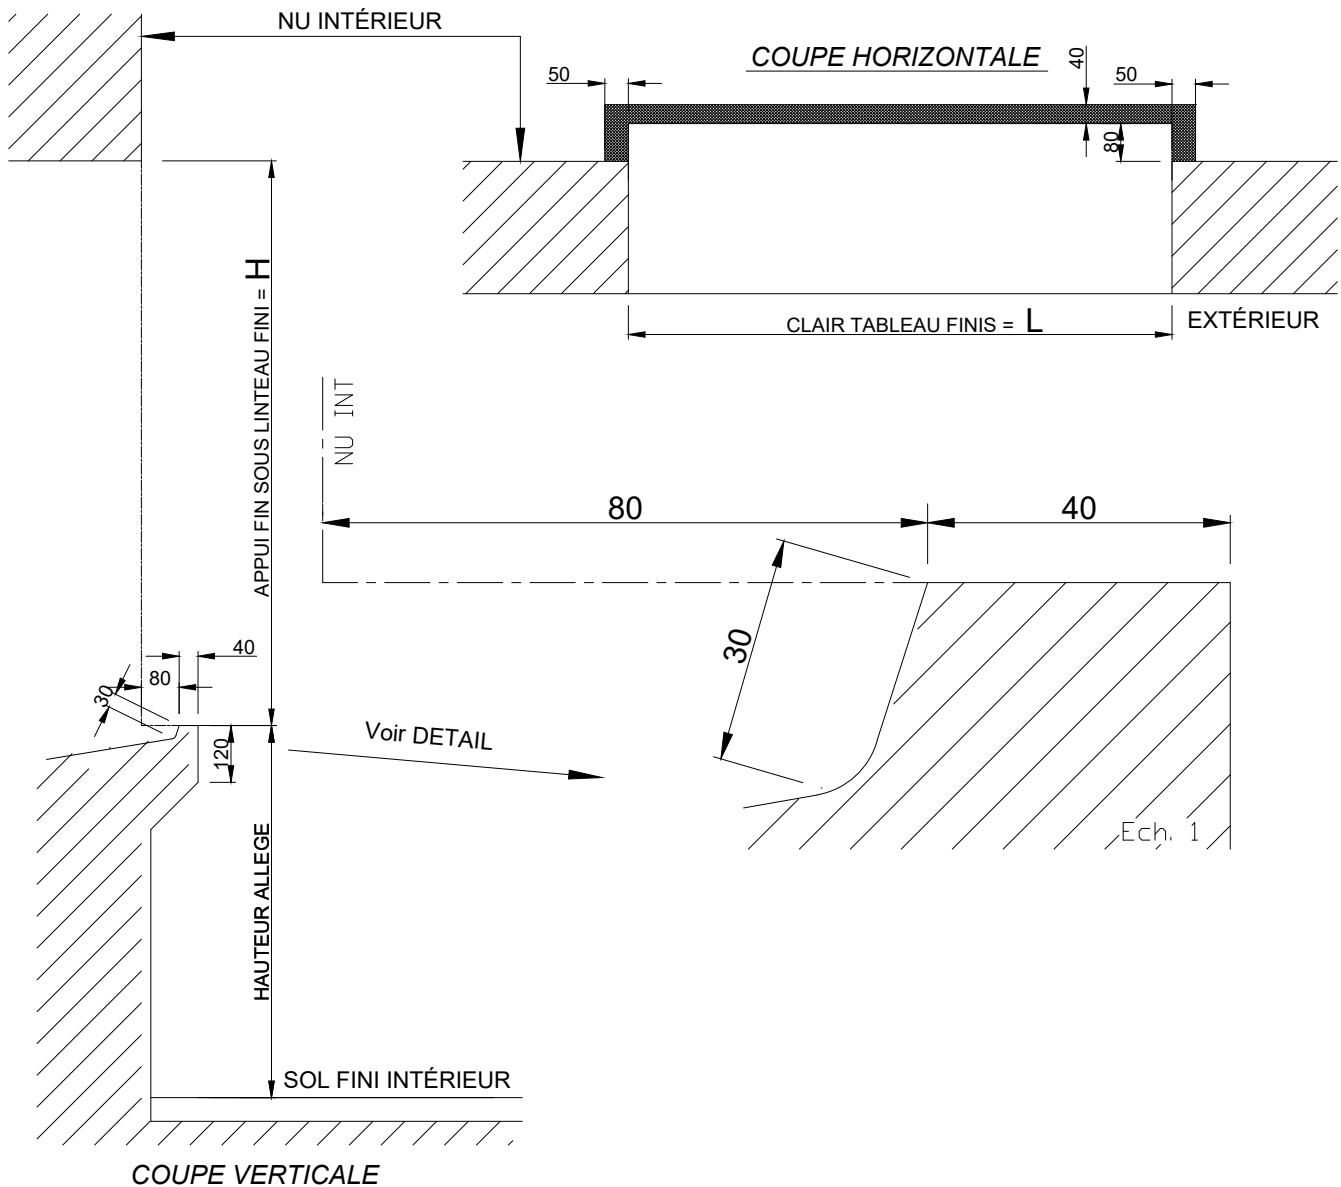 NU INTÉRIEUR
COUPE HORIZONTALE
50
40
50
80
APPUI FIN SOUS LINTEAU FINI = H
CLAIR TABLEAU FINIS = L
EXTÉRIEUR
NU INT
80
40
30
40
80
30
120
Voir DETAIL
Ech. 1
HAUTEUR ALLEGE
SOL FINI INTÉRIEUR
COUPE VERTICALE